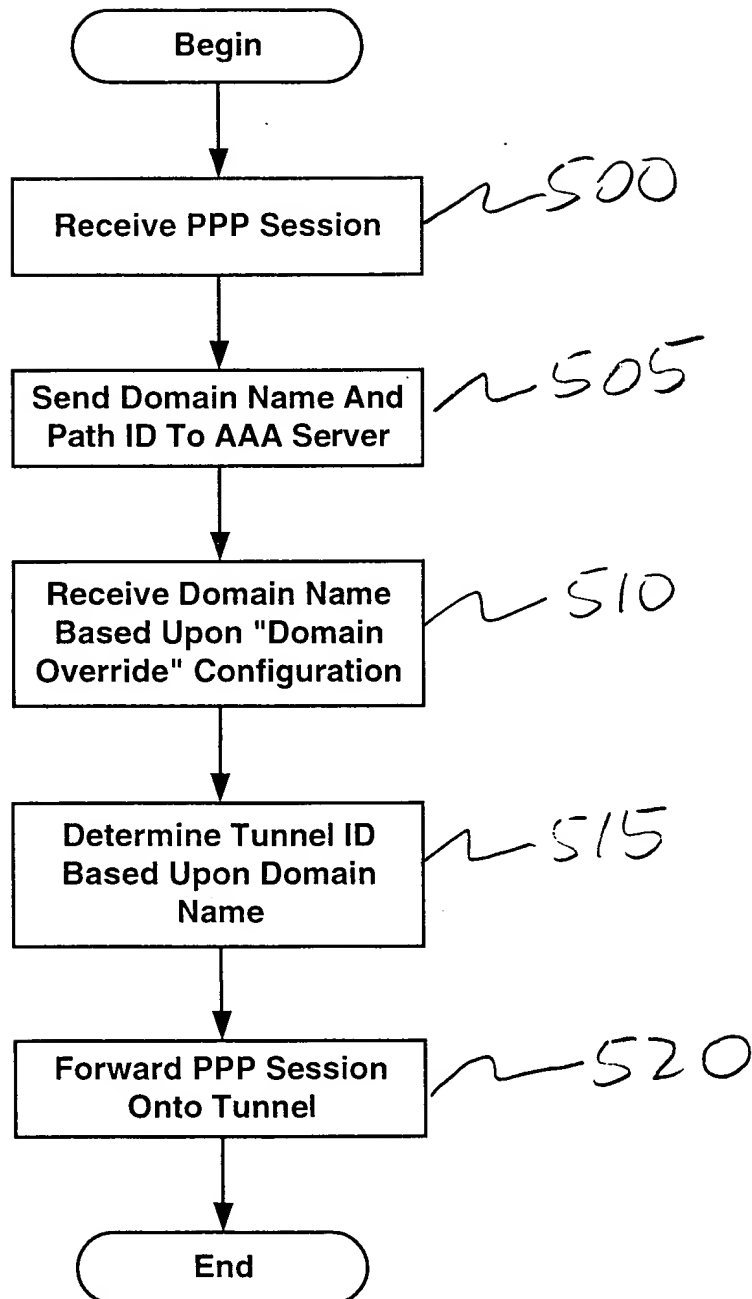 Begin
Receive PPP Session
500
Send Domain Name And
Path ID To AAA Server
505
Receive Domain Name
Based Upon "Domain
Override" Configuration
510
Determine Tunnel ID
Based Upon Domain
Name
515
Forward PPP Session
Onto Tunnel
520
End